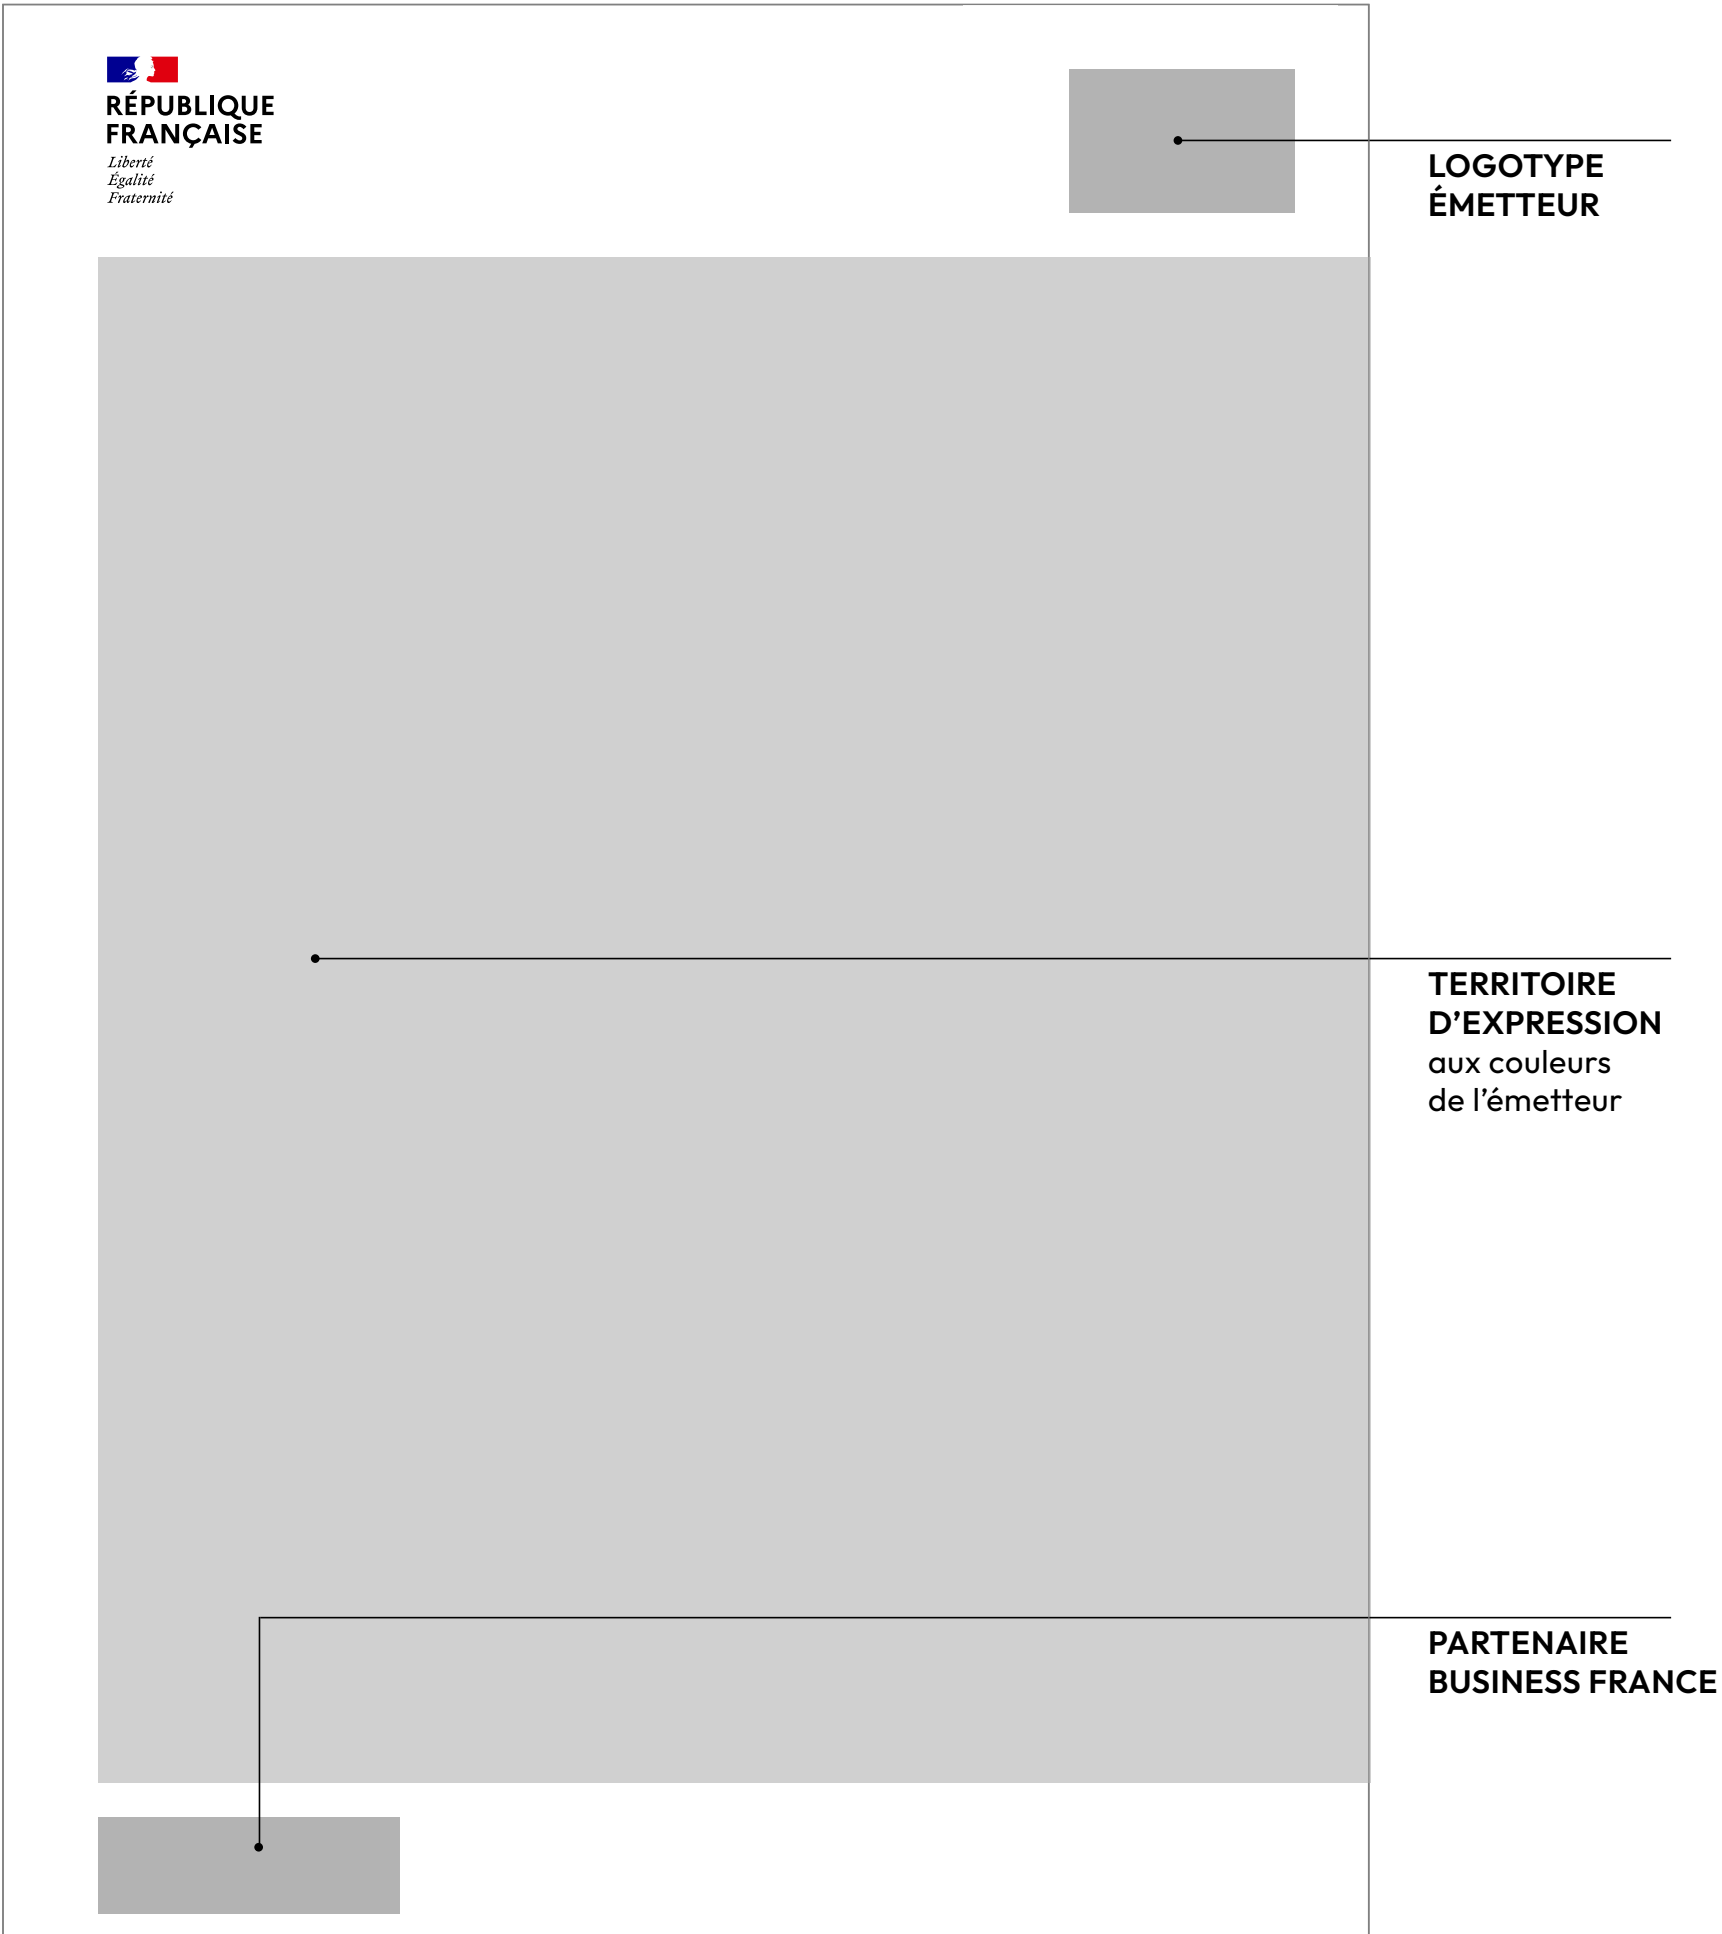 RÉPUBLIQUE
FRANÇAISE
Liberté
Égalité
Fraternité
LOGOTYPE
ÉMETTEUR
TERRITOIRE
D’EXPRESSION
aux couleurs
de l’émetteur
PARTENAIRE
BUSINESS FRANCE